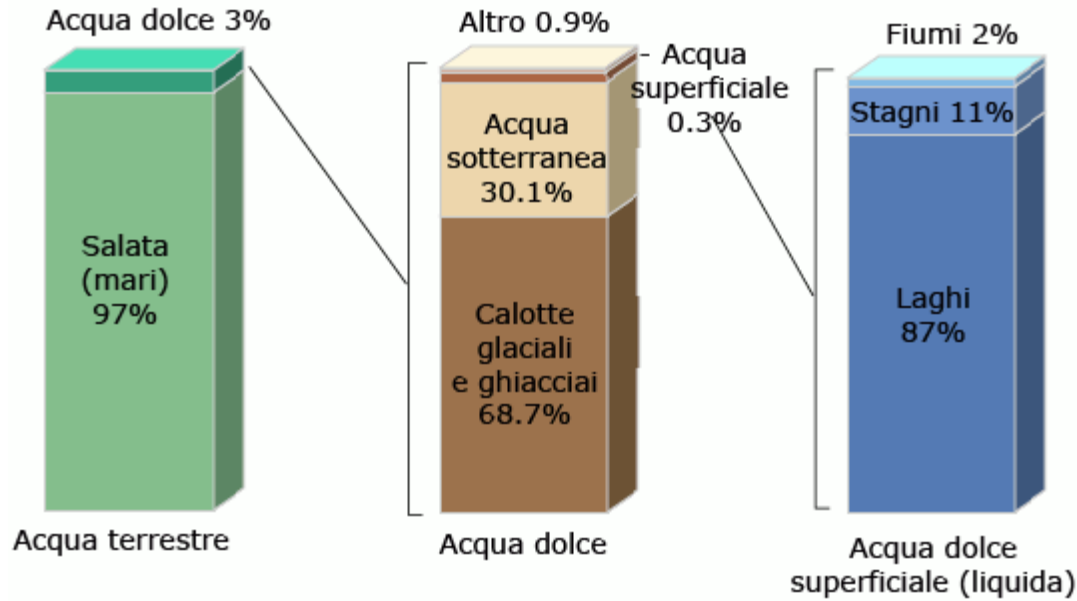 Acqua dolce 3%
Salata
(mari)
97%
Acqua terrestre
Altro 0.9%
Acqua
superficiale
0.3%
Acqua
sotterranea
30.1%
Calotte
glaciali
e ghiacciai
68.7%
Acqua dolce
Fiumi 2%
Stagni 11%
Laghi
87%
Acqua dolce
superficiale (liquida)